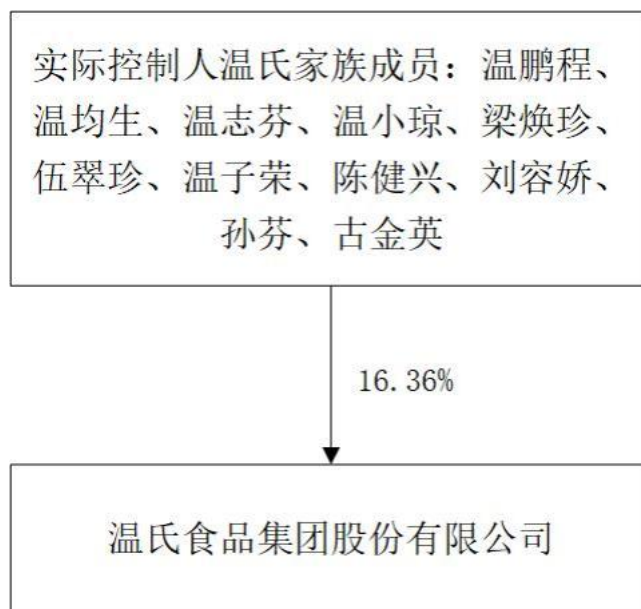 实际控制人温氏家族成员：温鹏程、
温均生、温志芬、温小琼、梁焕珍、
伍翠珍、温子荣、陈健兴、刘容娇、
孙芬、古金英
16.36%
温氏食品集团股份有限公司